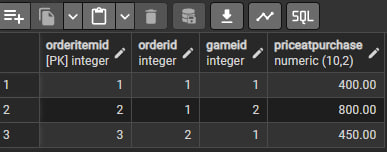 SQL
orderitemid orderid gameid priceatpurchase
[PK] integer integer integer numeric (10,2)
1 1 1 1 400.00
2 2 1 2 800.00
3 3 2 1 450.00